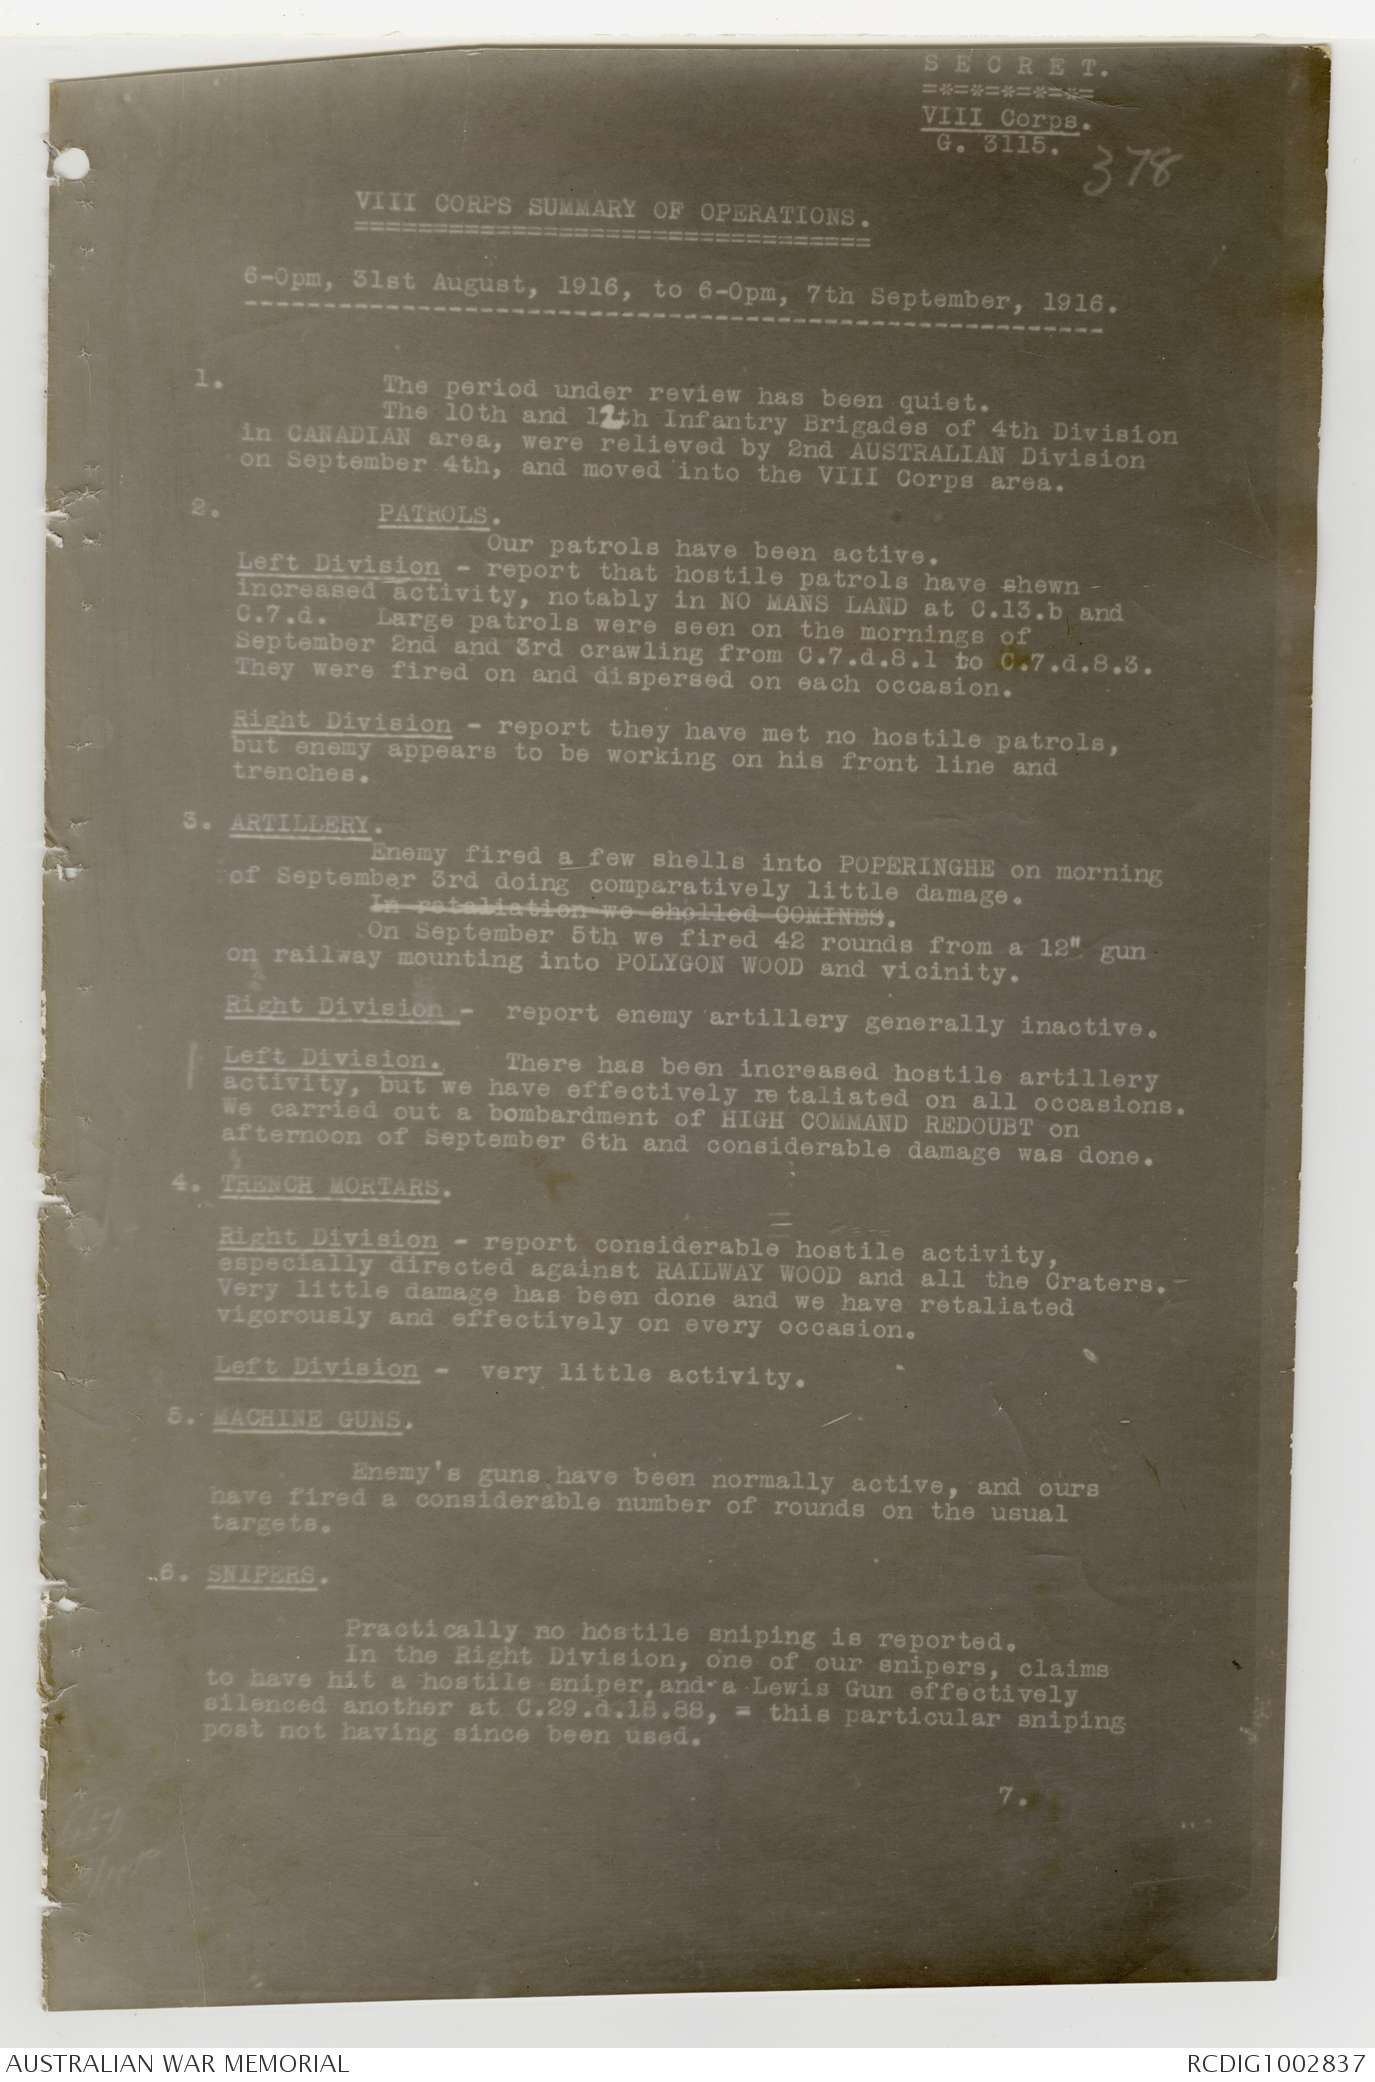 S E C R E T.
=*=*=*=*=*=
VIII Corps.
G. 3115.
378
VIII CORPS SUMMARY OF OPERATIONS.
=================================
6-0pm, 31st August, 1916, to 6-0pm, 7th September, 1916.
-------------------------------------------------------
1. The period under review has been quiet.
The 10th and 12th Infantry Brigades of 4th Division
in CANADIAN area, were relieved by 2nd AUSTRALIAN Division
on September 4th, and moved into the VIII Corps area.
2. PATROLS.
Our patrols have been active.
Left Division - report that hostile patrols have shewn
increased activity, notably in NO MANS LAND at C.13.b and
C.7.d. Large patrols were seen on the mornings of
September 2nd and 3rd crawling from C.7.d.8.1 to C.7.d.8.3.
They were fired on and dispersed on each occasion.
Right Division - report they have met no hostile patrols,
but enemy appears to be working on his front line and
trenches.
3. ARTILLERY.
Enemy fired a few shells into POPERINGHE on morning
of September 3rd doing comparatively little damage.
In retaliation we shelled COMINES.
On September 5th we fired 42 rounds from a 12" gun
on railway mounting into POLYGON WOOD and vicinity.
Right Division - report enemy artillery generally inactive.
Left Division. There has been increased hostile artillery
activity, but we have effectively retaliated on all occasions.
We carried out a bombardment of HIGH COMMAND REDOUBT on
afternoon of September 6th and considerable damage was done.
4. TRENCH MORTARS.
Right Division - report considerable hostile activity,
especially directed against RAILWAY WOOD and all the Craters.
Very little damage has been done and we have retaliated
vigorously and effectively on every occasion.
Left Division - very little activity.
5. MACHINE GUNS.
Enemy's guns have been normally active, and ours
have fired a considerable number of rounds on the usual
targets.
6. SNIPERS.
Practically no hostile sniping is reported.
In the Right Division, one of our snipers, claims
to have hit a hostile sniper, and a Lewis Gun effectively
silenced another at C.29.d.18.88, = this particular sniping
post not having since been used.
7.
AUSTRALIAN WAR MEMORIAL
RCDIG1002837